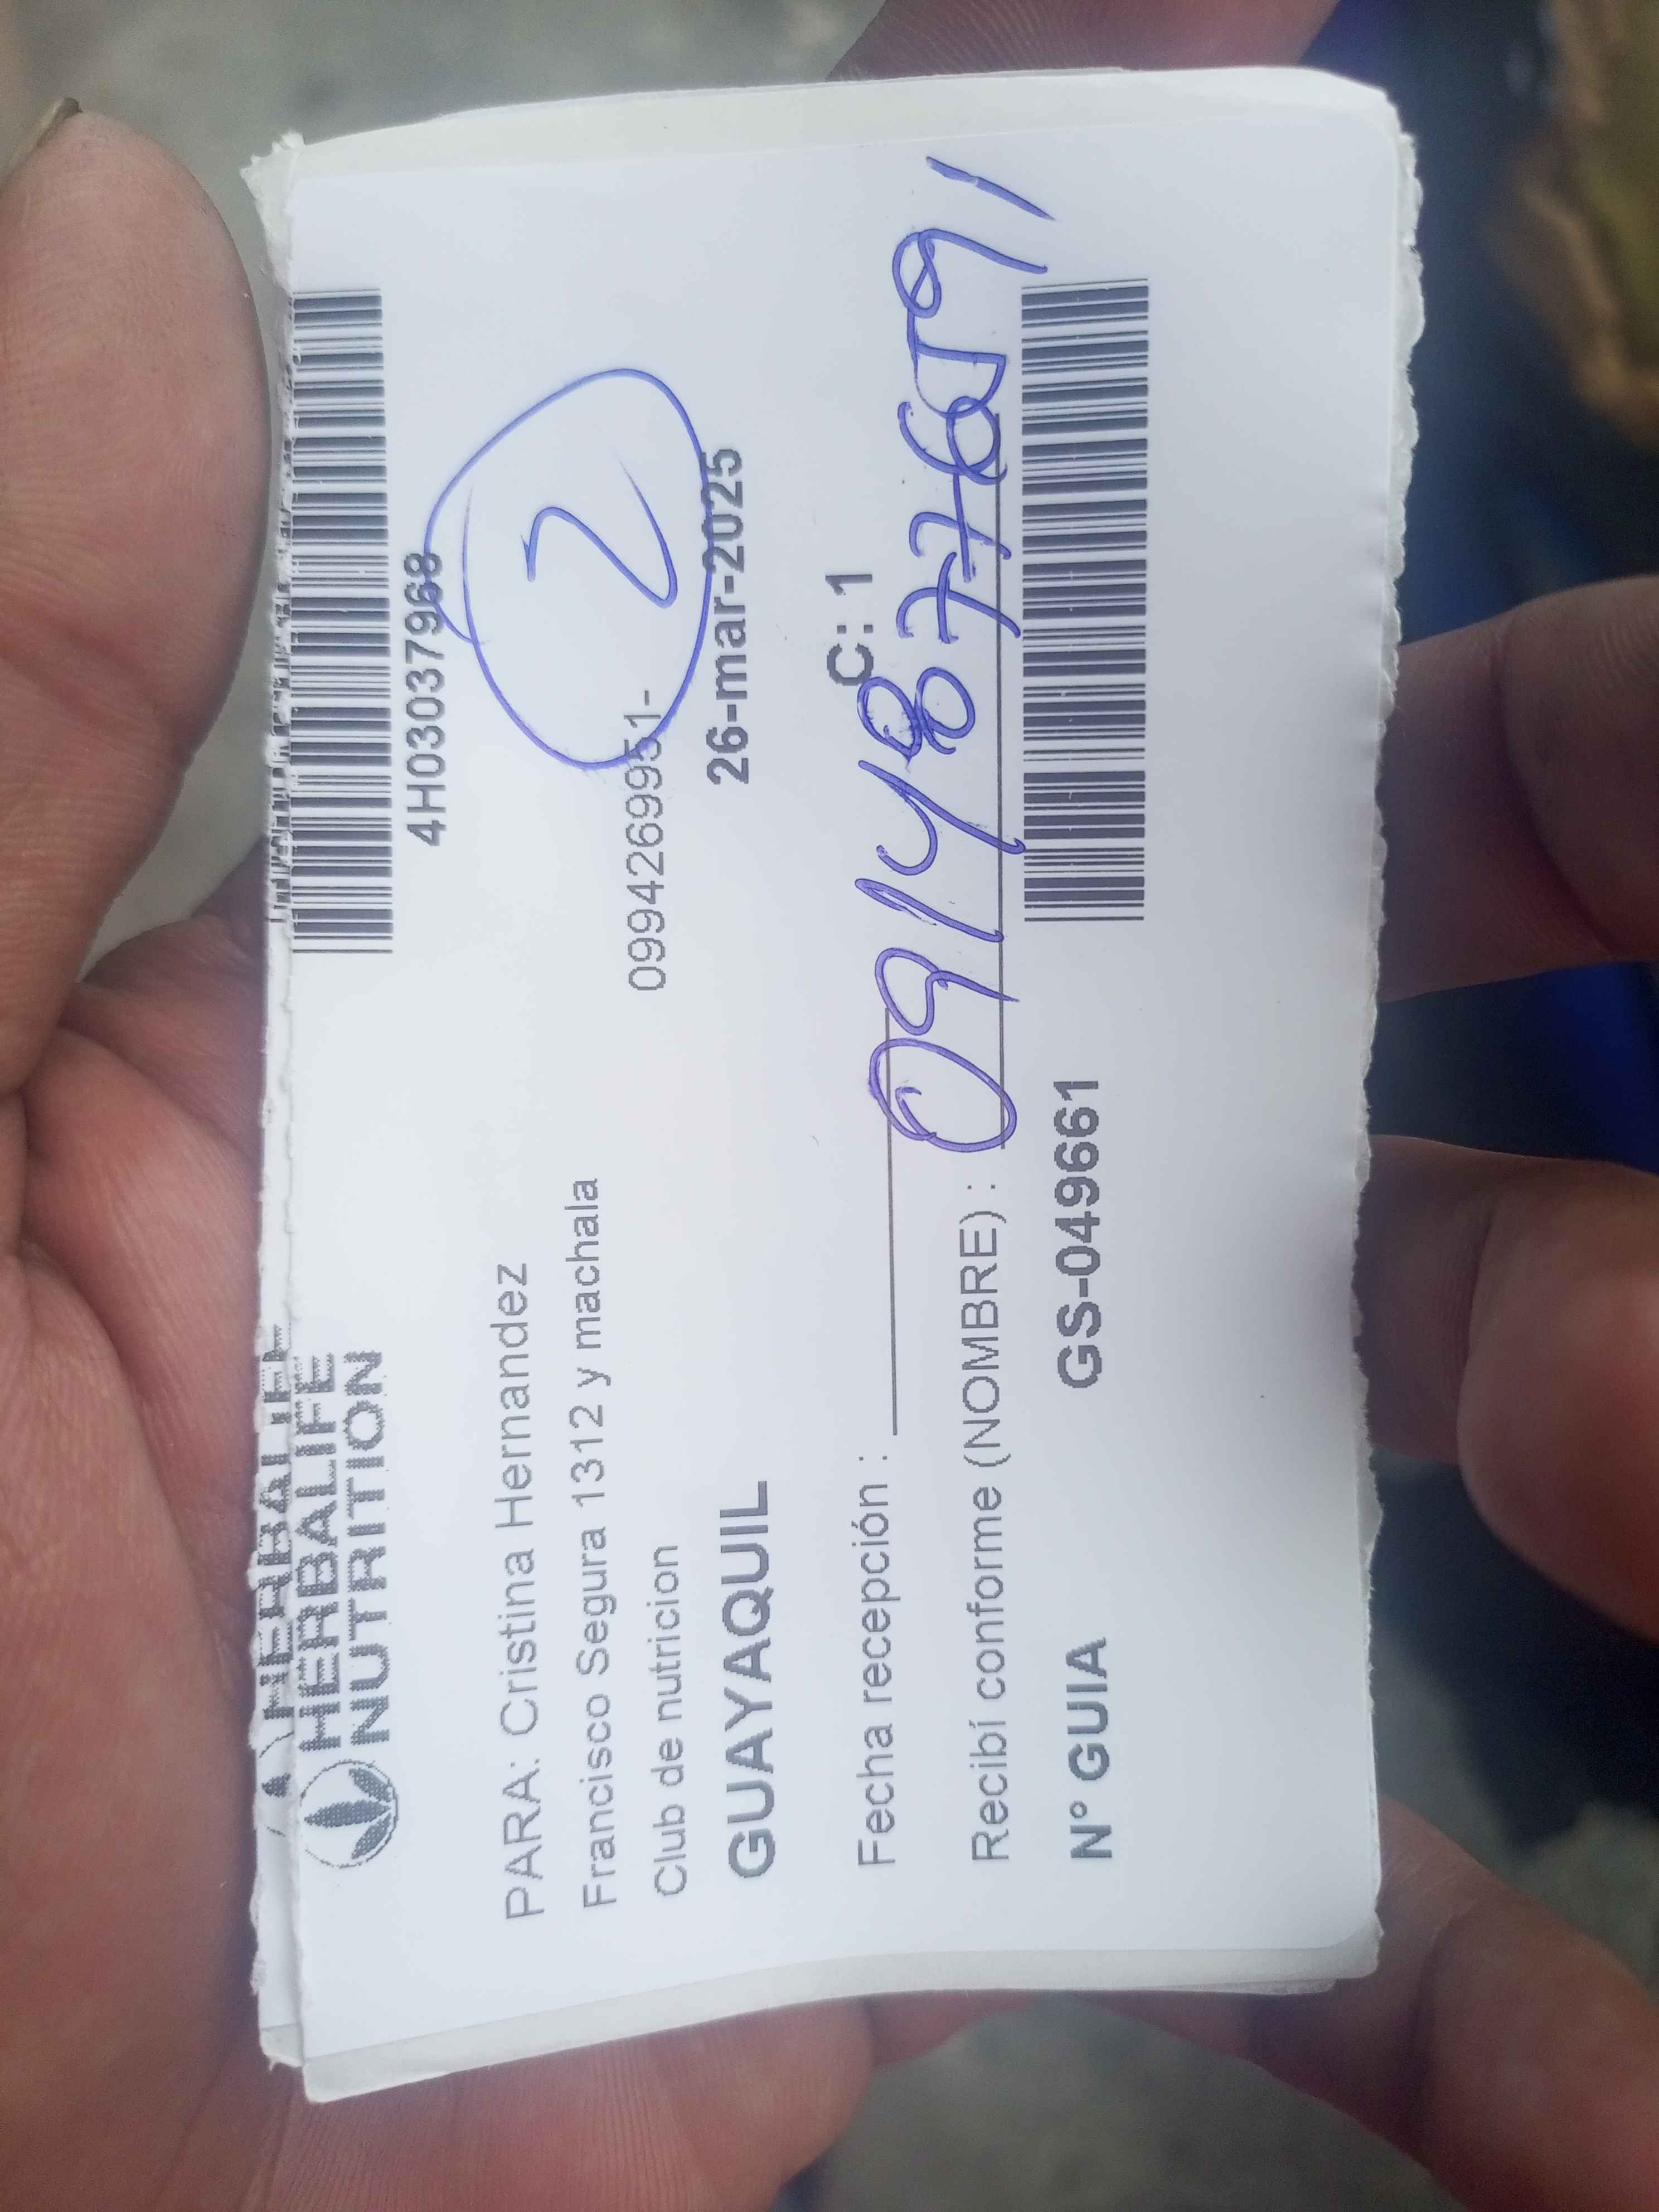 HERBALIFE
HERBALIFE
NUTRITION
4H03037968
PARA: Cristina Hernandez
2
Francisco Segura 1312 y machala
Club de nutricion
0994269951-
GUAYAQUIL
26-mar-2025
C: 1
Fecha recepción :
Recibí conforme (NOMBRE) :
N° GUIA
GS-049661